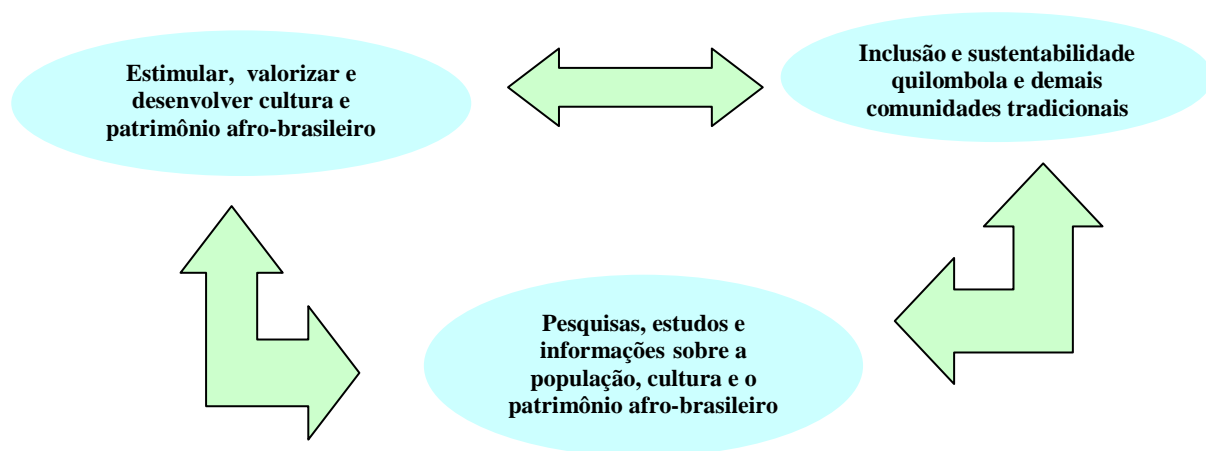 Estimular, valorizar e
desenvolver cultura e
patrimônio afro-brasileiro
Inclusão e sustentabilidade
quilombola e demais
comunidades tradicionais
Pesquisas, estudos e
informações sobre a
população, cultura e o
patrimônio afro-brasileiro